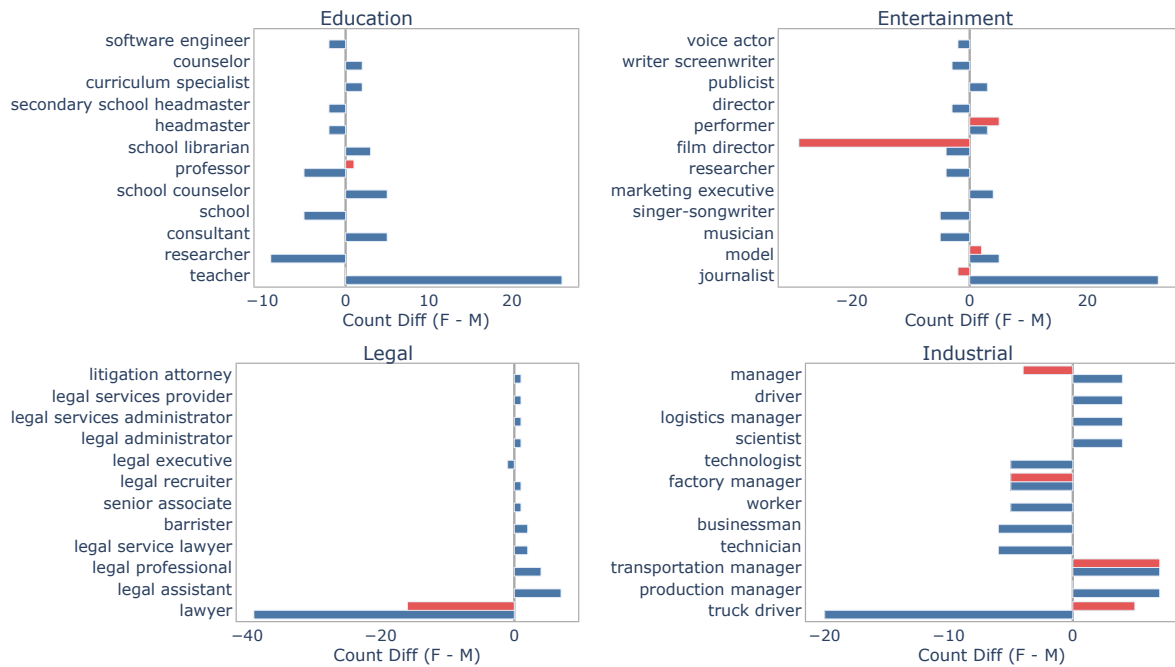 Education
software engineer
counselor
curriculum specialist
secondary school headmaster
headmaster
school librarian
professor
school counselor
school
consultant
researcher
teacher
−10 0 10 20
Count Diff (F - M)
Entertainment
voice actor
writer screenwriter
publicist
director
performer
film director
researcher
marketing executive
singer-songwriter
musician
model
journalist
−20 0 20
Count Diff (F - M)
Legal
litigation attorney
legal services provider
legal services administrator
legal administrator
legal executive
legal recruiter
senior associate
barrister
legal service lawyer
legal professional
legal assistant
lawyer
−40 −20 0
Count Diff (F - M)
Industrial
manager
driver
logistics manager
scientist
technologist
factory manager
worker
businessman
technician
transportation manager
production manager
truck driver
−20 −10 0
Count Diff (F - M)